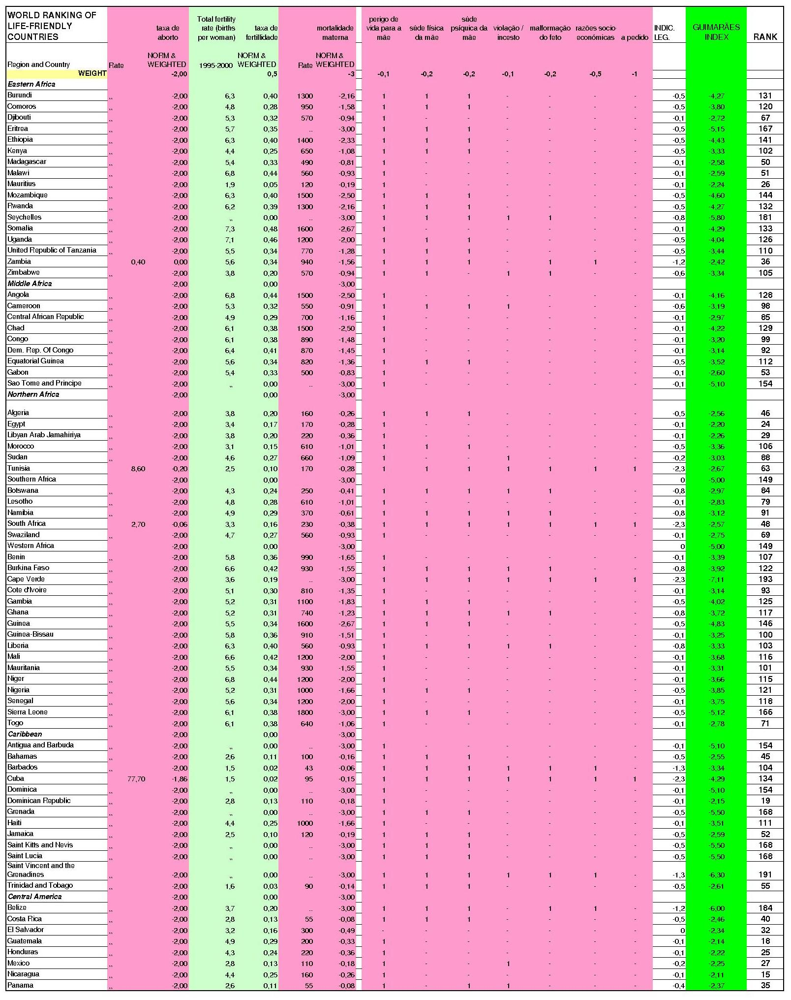 WORLD RANKING OF LIFE-FRIENDLY COUNTRIES taxa de aborto Total fertility rate (births per woman) taxa de fertillidade mortalidade materna perigo de vida para a mãe súde física da mãe súde psíquica da mãe violação / incesto malformação do feto razões socio económicas a pedido INDIC. LEG. GUIMARÃES INDEX RANK
Region and Country Rate NORM & WEIGHTED 1995-2000 NORM & WEIGHTED Rate NORM & WEIGHTED
WEIGHT -2,00 0,5 -3 -0,1 -0,2 -0,2 -0,1 -0,2 -0,5 -1
Eastern Africa
Burundi ,, -2,00 6,3 0,40 1300 -2,16 1 1 1 - - - - -0,5 -4,27 131
Comoros ,, -2,00 4,8 0,28 950 -1,58 1 1 1 - - - - -0,5 -3,80 120
Djibouti ,, -2,00 5,3 0,32 570 -0,94 1 - - - - - - -0,1 -2,72 67
Eritrea ,, -2,00 5,7 0,35 .. -3,00 1 1 1 - - - - -0,5 -5,15 167
Ethiopia ,, -2,00 6,3 0,40 1400 -2,33 1 1 1 - - - - -0,5 -4,43 141
Kenya ,, -2,00 4,4 0,25 650 -1,08 1 1 1 - - - - -0,5 -3,33 102
Madagascar ,, -2,00 5,4 0,33 490 -0,81 1 - - - - - - -0,1 -2,58 50
Malawi ,, -2,00 6,8 0,44 560 -0,93 1 - - - - - - -0,1 -2,59 51
Mauritius ,, -2,00 1,9 0,05 120 -0,19 1 - - - - - - -0,1 -2,24 26
Mozambique ,, -2,00 6,3 0,40 1500 -2,50 1 1 1 - - - - -0,5 -4,60 144
Rwanda ,, -2,00 6,2 0,39 1300 -2,16 1 1 1 - - - - -0,5 -4,27 132
Seychelles ,, -2,00 ,, 0,00 .. -3,00 1 1 1 1 1 - - -0,8 -5,80 181
Somalia ,, -2,00 7,3 0,48 1600 -2,67 1 - - - - - - -0,1 -4,29 133
Uganda ,, -2,00 7,1 0,46 1200 -2,00 1 1 1 - - - - -0,5 -4,04 126
United Republic of Tanzania ,, -2,00 5,5 0,34 770 -1,28 1 1 1 - - - - -0,5 -3,44 110
Zambia 0,40 0,00 5,6 0,34 940 -1,56 1 1 1 - 1 1 - -1,2 -2,42 36
Zimbabwe ,, -2,00 3,8 0,20 570 -0,94 1 1 - 1 1 - - -0,6 -3,34 105
Middle Africa -2,00 0,00 -3,00
Angola ,, -2,00 6,8 0,44 1500 -2,50 1 - - - - - - -0,1 -4,16 128
Cameroon ,, -2,00 5,3 0,32 550 -0,91 1 1 1 1 - - - -0,6 -3,19 98
Central African Republic ,, -2,00 4,9 0,29 700 -1,16 1 - - - - - - -0,1 -2,97 85
Chad ,, -2,00 6,1 0,38 1500 -2,50 1 - - - - - - -0,1 -4,22 129
Congo ,, -2,00 6,1 0,38 890 -1,48 1 - - - - - - -0,1 -3,20 99
Dem. Rep. Of Congo ,, -2,00 6,4 0,41 870 -1,45 1 - - - - - - -0,1 -3,14 92
Equatorial Guinea ,, -2,00 5,6 0,34 820 -1,36 1 1 1 - - - - -0,5 -3,52 112
Gabon ,, -2,00 5,4 0,33 500 -0,83 1 - - - - - - -0,1 -2,60 53
Sao Tome and Principe ,, -2,00 ,, 0,00 .. -3,00 1 - - - - - - -0,1 -5,10 154
Northern Africa -2,00 0,00 -3,00
Algeria ,, -2,00 3,8 0,20 160 -0,26 1 1 1 - - - - -0,5 -2,56 46
Egypt ,, -2,00 3,4 0,17 170 -0,28 1 - - - - - - -0,1 -2,20 24
Libyan Arab Jamahiriya ,, -2,00 3,8 0,20 220 -0,36 1 - - - - - - -0,1 -2,26 29
Morocco ,, -2,00 3,1 0,15 610 -1,01 1 1 1 - - - - -0,5 -3,36 106
Sudan ,, -2,00 4,6 0,27 660 -1,09 1 - - 1 - - - -0,2 -3,03 88
Tunisia 8,60 -0,20 2,5 0,10 170 -0,28 1 1 1 1 1 1 1 -2,3 -2,67 63
Southern Africa -2,00 0,00 -3,00 0 -5,00 149
Botswana ,, -2,00 4,3 0,24 250 -0,41 1 1 1 1 1 - - -0,8 -2,97 84
Lesotho ,, -2,00 4,8 0,28 610 -1,01 1 - - - - - - -0,1 -2,83 79
Namibia ,, -2,00 4,9 0,29 370 -0,61 1 1 1 1 1 - - -0,8 -3,12 91
South Africa 2,70 -0,06 3,3 0,16 230 -0,38 1 1 1 1 1 1 1 -2,3 -2,57 48
Swaziland ,, -2,00 4,7 0,27 560 -0,93 1 - - - - - - -0,1 -2,75 69
Western Africa -2,00 0,00 -3,00 0 -5,00 149
Benin ,, -2,00 5,8 0,36 990 -1,65 1 - - - - - - -0,1 -3,39 107
Burkina Faso ,, -2,00 6,6 0,42 930 -1,55 1 1 1 1 1 - - -0,8 -3,92 122
Cape Verde ,, -2,00 3,6 0,19 .. -3,00 1 1 1 1 1 1 1 -2,3 -7,11 193
Cote d'Ivoire ,, -2,00 5,1 0,30 810 -1,35 1 - - - - - - -0,1 -3,14 93
Gambia ,, -2,00 5,2 0,31 1100 -1,83 1 1 1 - - - - -0,5 -4,02 125
Ghana ,, -2,00 5,2 0,31 740 -1,23 1 1 1 1 1 - - -0,8 -3,72 117
Guinea ,, -2,00 5,5 0,34 1600 -2,67 1 1 1 - - - - -0,5 -4,83 146
Guinea-Bissau ,, -2,00 5,8 0,36 910 -1,51 1 - - - - - - -0,1 -3,25 100
Liberia ,, -2,00 6,3 0,40 560 -0,93 1 1 1 1 1 - - -0,8 -3,33 103
Mali ,, -2,00 6,6 0,42 1200 -2,00 1 - - - - - - -0,1 -3,68 116
Mauritania ,, -2,00 5,5 0,34 930 -1,55 1 - - - - - - -0,1 -3,31 101
Niger ,, -2,00 6,8 0,44 1200 -2,00 1 - - - - - - -0,1 -3,66 115
Nigeria ,, -2,00 5,2 0,31 1000 -1,66 1 1 1 - - - - -0,5 -3,85 121
Senegal ,, -2,00 5,6 0,34 1200 -2,00 1 - - - - - - -0,1 -3,75 118
Sierra Leone ,, -2,00 6,1 0,38 1800 -3,00 1 1 1 - - - - -0,5 -5,12 166
Togo ,, -2,00 6,1 0,38 640 -1,06 1 - - - - - - -0,1 -2,78 71
Caribbean -2,00 0,00 -3,00
Antigua and Barbuda ,, -2,00 ,, 0,00 .. -3,00 1 - - - - - - -0,1 -5,10 154
Bahamas ,, -2,00 2,6 0,11 100 -0,16 1 1 1 - - - - -0,5 -2,55 45
Barbados ,, -2,00 1,5 0,02 43 -0,06 1 1 1 1 1 1 - -1,3 -3,34 104
Cuba 77,70 -1,86 1,5 0,02 95 -0,15 1 1 1 1 1 1 1 -2,3 -4,29 134
Dominica ,, -2,00 ,, 0,00 .. -3,00 1 - - - - - - -0,1 -5,10 154
Dominican Republic ,, -2,00 2,8 0,13 110 -0,18 1 - - - - - - -0,1 -2,15 19
Grenada ,, -2,00 ,, 0,00 .. -3,00 1 1 1 - - - - -0,5 -5,50 168
Haiti ,, -2,00 4,4 0,25 1000 -1,66 1 - - - - - - -0,1 -3,51 111
Jamaica ,, -2,00 2,5 0,10 120 -0,19 1 1 1 - - - - -0,5 -2,59 52
Saint Kitts and Nevis ,, -2,00 ,, 0,00 .. -3,00 1 1 1 - - - - -0,5 -5,50 168
Saint Lucia ,, -2,00 ,, 0,00 .. -3,00 1 1 1 - - - - -0,5 -5,50 168
Saint Vincent and the
Grenadines ,, -2,00 ,, 0,00 .. -3,00 1 1 1 1 1 1 - -1,3 -6,30 191
Trinidad and Tobago ,, -2,00 1,6 0,03 90 -0,14 1 1 1 - - - - -0,5 -2,61 55
Central America -2,00 0,00 -3,00
Belize ,, -2,00 3,7 0,20 .. -3,00 1 1 1 - 1 1 - -1,2 -6,00 184
Costa Rica ,, -2,00 2,8 0,13 55 -0,08 1 1 1 - - - - -0,5 -2,46 40
El Salvador ,, -2,00 3,2 0,16 300 -0,49 - - - - - - - 0 -2,34 32
Guatemala ,, -2,00 4,9 0,29 200 -0,33 1 - - - - - - -0,1 -2,14 18
Honduras ,, -2,00 4,3 0,24 220 -0,36 1 - - - - - - -0,1 -2,22 25
Mexico ,, -2,00 2,8 0,13 110 -0,18 1 - - 1 - - - -0,2 -2,25 27
Nicaragua ,, -2,00 4,4 0,25 160 -0,26 1 - - - - - - -0,1 -2,11 15
Panama ,, -2,00 2,6 0,11 55 -0,08 1 - 1 1 - - - -0,4 -2,37 35